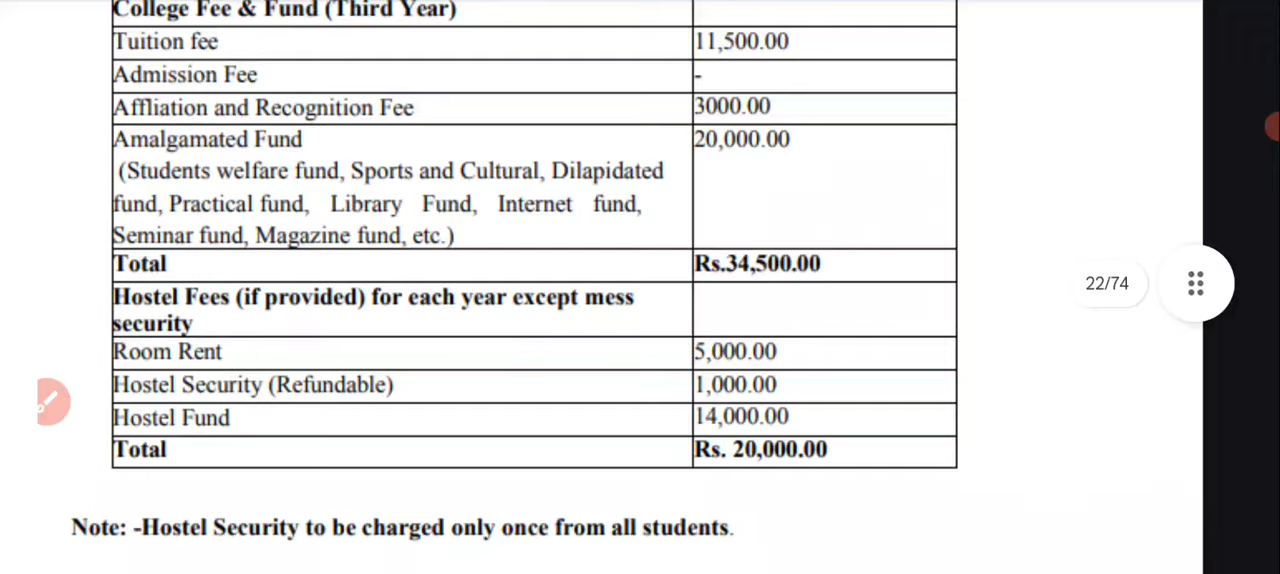 College Fee & Fund (Third Year)
Tuition fee 11,500.00
Admission Fee -
Affliation and Recognition Fee 3000.00
Amalgamated Fund 20,000.00
(Students welfare fund, Sports and Cultural, Dilapidated
fund, Practical fund, Library Fund, Internet fund,
Seminar fund, Magazine fund, etc.)
Total Rs.34,500.00
Hostel Fees (if provided) for each year except mess
security
Room Rent 5,000.00
Hostel Security (Refundable) 1,000.00
Hostel Fund 14,000.00
Total Rs. 20,000.00
Note: -Hostel Security to be charged only once from all students.
22/74